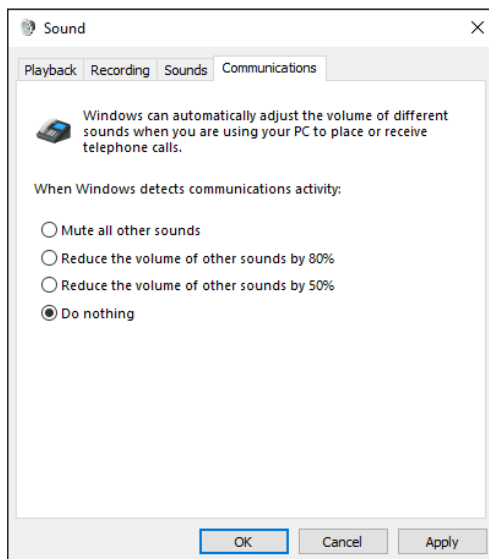 Sound
Playback Recording Sounds Communications
Windows can automatically adjust the volume of different
sounds when you are using your PC to place or receive
telephone calls.
When Windows detects communications activity:
Mute all other sounds
Reduce the volume of other sounds by 80%
Reduce the volume of other sounds by 50%
Do nothing
OK Cancel Apply